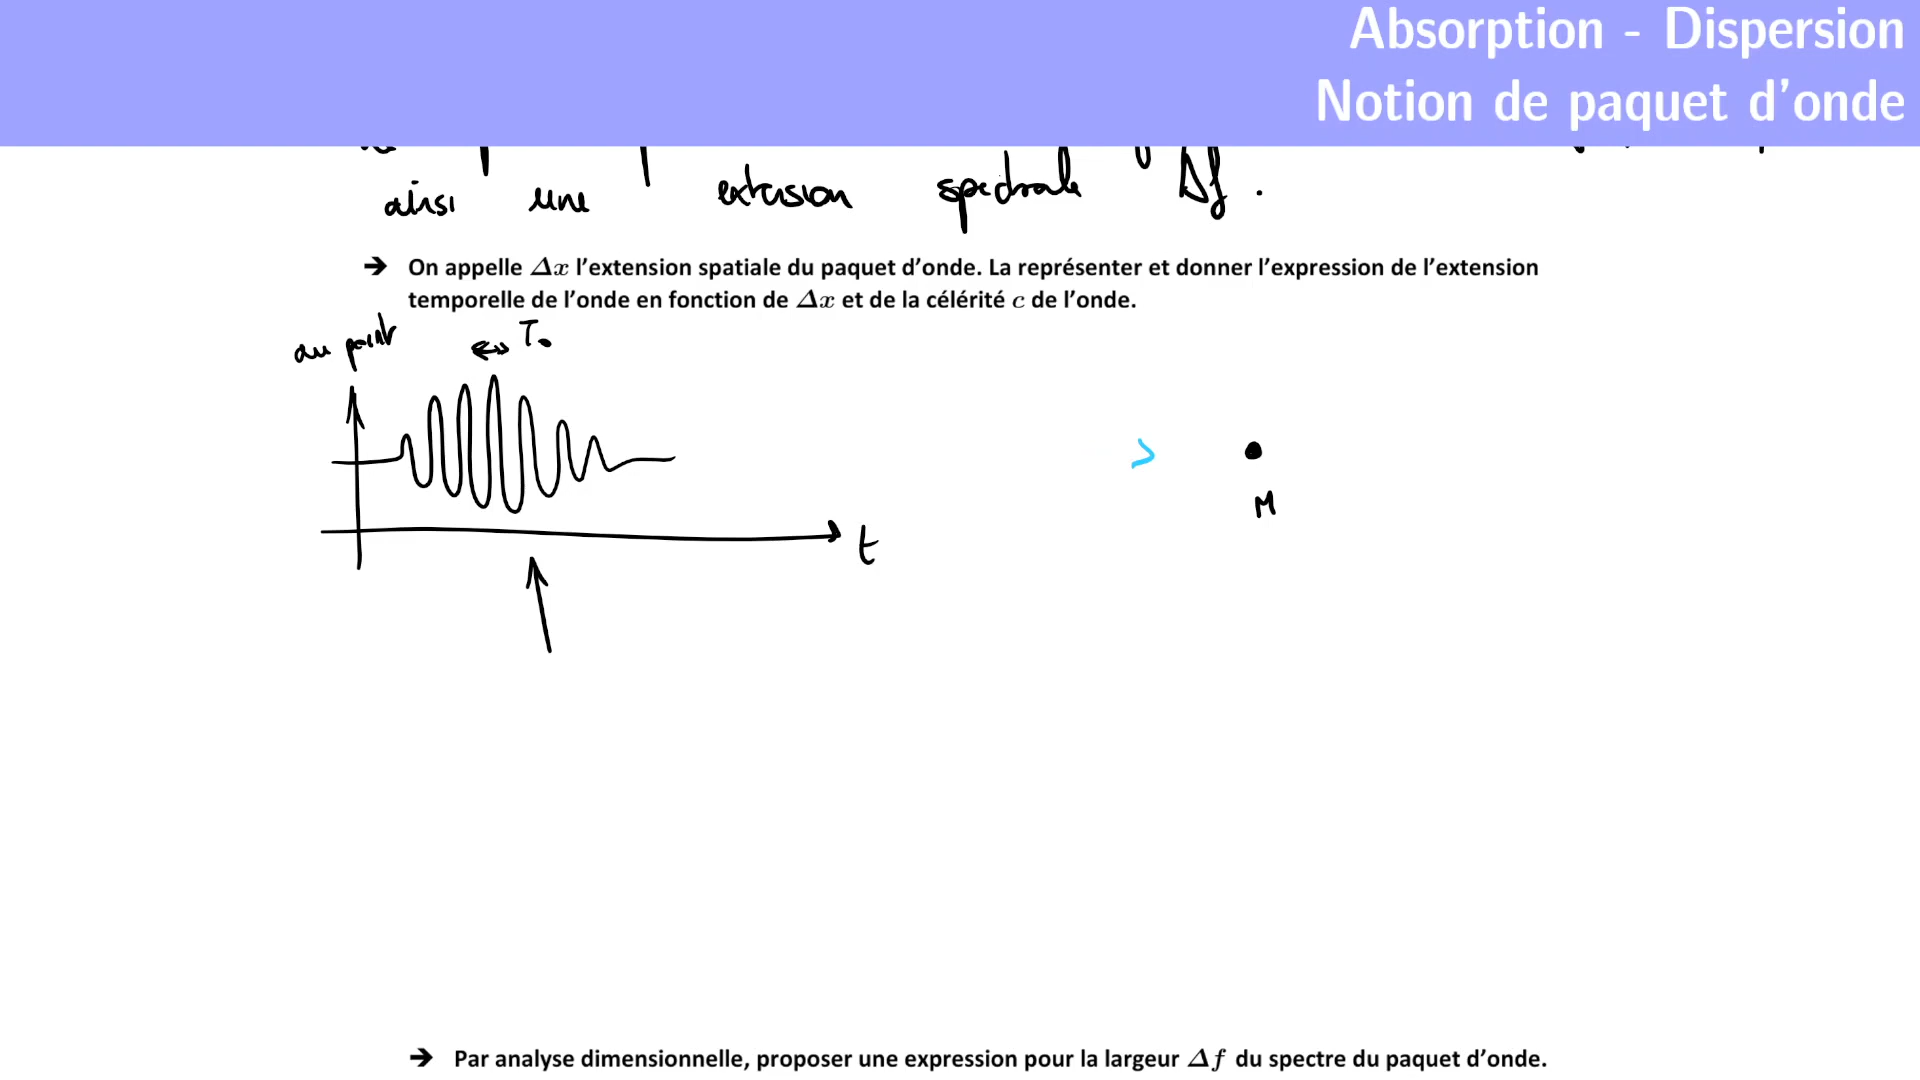 Absorption - Dispersion
Notion de paquet d'onde
ainsi une extension spectrale Δf.
➔ On appelle Δx l'extension spatiale du paquet d'onde. La représenter et donner l'expression de l'extension
temporelle de l'onde en fonction de Δx et de la célérité c de l'onde.
au point
T₀
M
t
➔ Par analyse dimensionnelle, proposer une expression pour la largeur Δf du spectre du paquet d'onde.